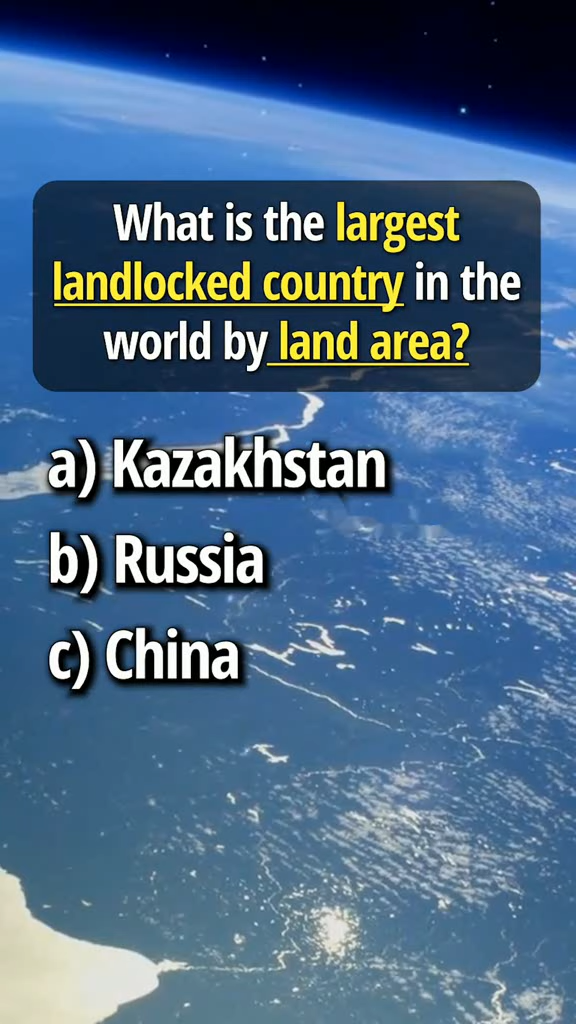 What is the largest
landlocked country in the
world by land area?
a) Kazakhstan
b) Russia
c) China